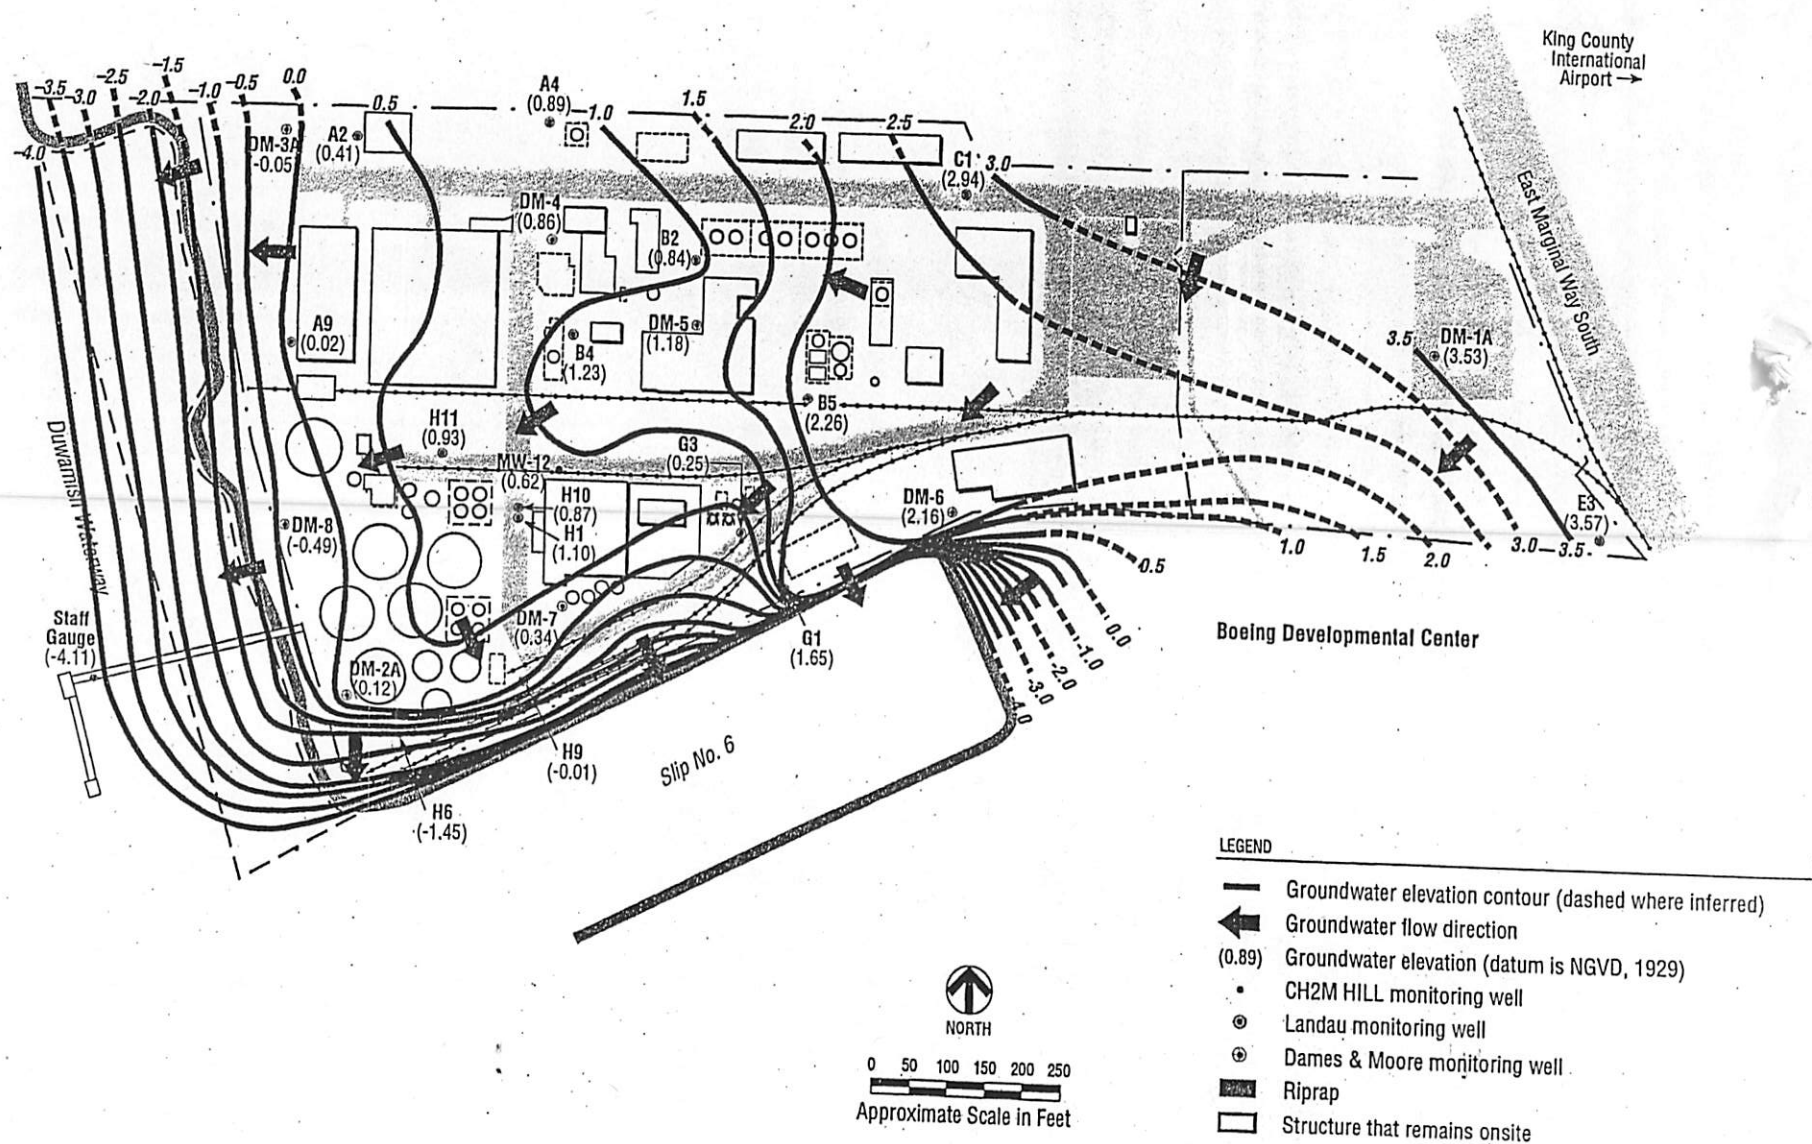 King County
International
Airport →
-3.5
-3.0
-2.5
-2.0
-1.5
-1.0
-0.5
0.0
0.5
A4
(0.89)
1.0
1.5
2.0
2.5
-4.0
DM-3A
-0.05
A2
(0.41)
C1
(2.94)
3.0
East Marginal Way South
DM-4
(0.86)
B2
(0.84)
A9
(0.02)
DM-5
(1.18)
B4
(1.23)
3.5
DM-1A
(3.53)
B5
(2.26)
H11
(0.93)
G3
(0.25)
MW-12
(0.62)
H10
(0.87)
H1
(1.10)
DM-6
(2.16)
E3
(3.57)
DM-8
(-0.49)
Duwamish Waterway
1.0
1.5
2.0
3.0
3.5
0.5
Staff
Gauge
(-4.11)
DM-7
(0.34)
G1
(1.65)
0.0
-1.0
-2.0
-3.0
-4.0
Boeing Developmental Center
DM-2A
(0.12)
H9
(-0.01)
Slip No. 6
H6
(-1.45)
LEGEND
Groundwater elevation contour (dashed where inferred)
Groundwater flow direction
(0.89) Groundwater elevation (datum is NGVD, 1929)
CH2M HILL monitoring well
Landau monitoring well
Dames & Moore monitoring well
Riprap
Structure that remains onsite
NORTH
0 50 100 150 200 250
Approximate Scale in Feet